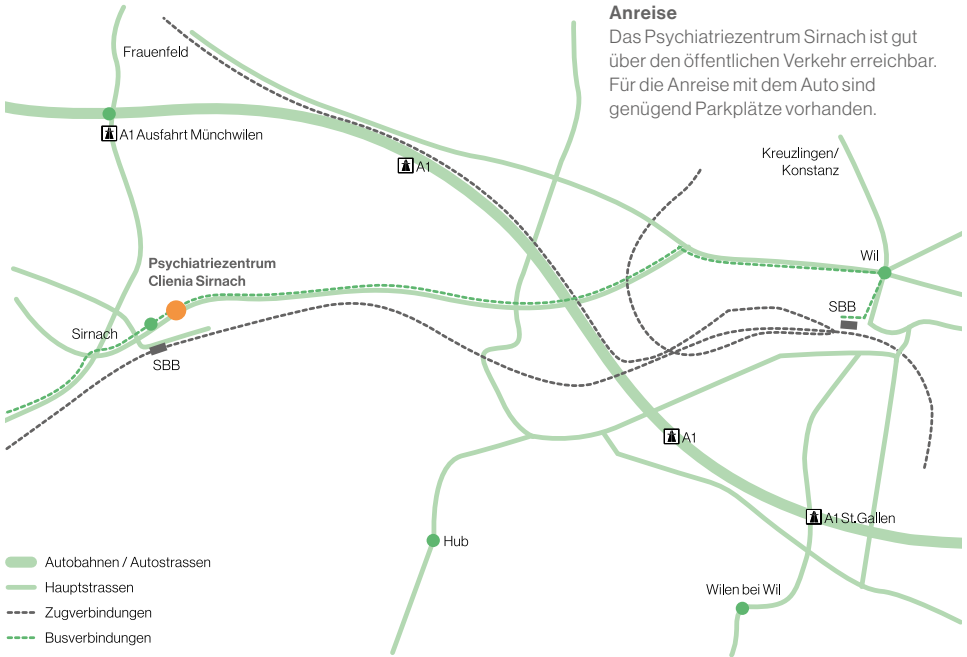 Anreise
Das Psychiatriezentrum Sirnach ist gut
über den öffentlichen Verkehr erreichbar.
Für die Anreise mit dem Auto sind
genügend Parkplätze vorhanden.
Frauenfeld
A1 Ausfahrt Münchwilen
A1
Kreuzlingen/
Konstanz
Psychiatriezentrum
Clienia Sirnach
Wil
SBB
Sirnach
SBB
A1
A1 St.Gallen
Hub
Wilen bei Wil
Autobahnen / Autostrassen
Hauptstrassen
Zugverbindungen
Busverbindungen